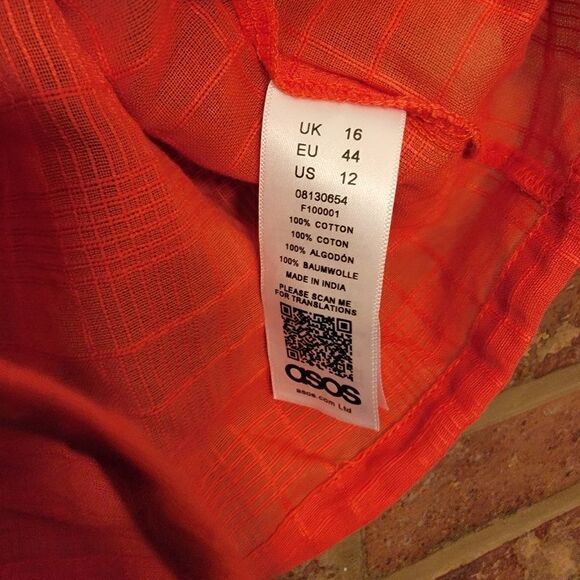 UK 16
EU 44
US 12
08130654
F100001
100% COTTON
100% COTON
100% ALGODÓN
100% BAUMWOLLE
MADE IN INDIA
PLEASE SCAN ME
FOR TRANSLATIONS
asos
asos.com Ltd